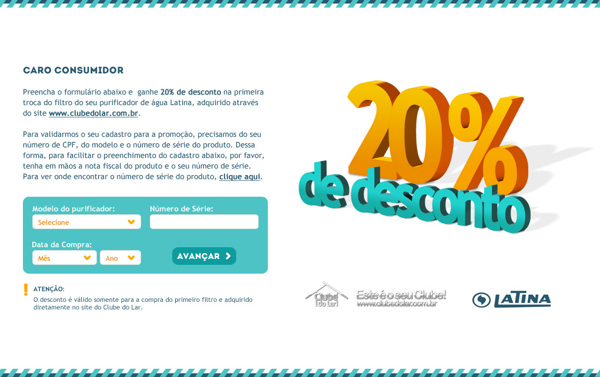 CARO CONSUMIDOR
Preencha o formulário abaixo e ganhe 20% de desconto na primeira
troca do filtro do seu purificador de água Latina, adquirido através
do site www.clubedolar.com.br.
Para validarmos o seu cadastro para a promoção, precisamos do seu
número de CPF, do modelo e o número de série do produto. Dessa
forma, para facilitar o preenchimento do cadastro abaixo, por favor,
tenha em mãos a nota fiscal do produto e o seu número de série.
Para ver onde encontrar o número de série do produto, clique aqui.
Modelo do purificador:
Número de Série:
Selecione
Data da Compra:
Mês
Ano
AVANÇAR
ATENÇÃO:
O desconto é válido somente para a compra do primeiro filtro e adquirido
diretamente no site do Clube do Lar.
20%
de desconto
Clube
do Lar
Este é o seu Clube!
www.clubedolar.com.br
LATINA